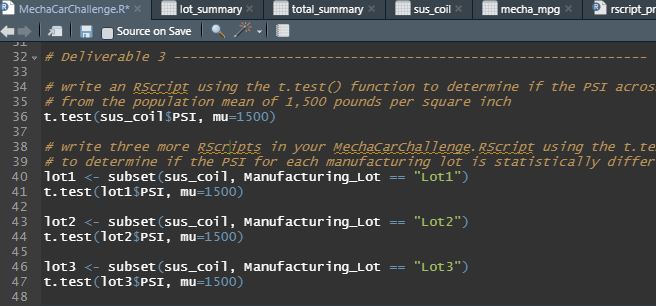 MechaCarChallenge.R* lot_summary total_summary sus_coil mecha_mpg
Source on Save
31
32 # Deliverable 3 -------------------------------------------------------------------
33
34 # write an RScript using the t.test() function to determine if the PSI
35 # from the population mean of 1,500 pounds per square inch
36 t.test(sus_coil$PSI, mu=1500)
37
38 # write three more RScripts in your MechacarChallenge.RScript using the
39 # to determine if the PSI for each manufacturing lot is statistically
40 lot1 <- subset(sus_coil, Manufacturing_Lot == "Lot1")
41 t.test(lot1$PSI, mu=1500)
42
43 lot2 <- subset(sus_coil, Manufacturing_Lot == "Lot2")
44 t.test(lot2$PSI, mu=1500)
45
46 lot3 <- subset(sus_coil, Manufacturing_Lot == "Lot3")
47 t.test(lot3$PSI, mu=1500)
48